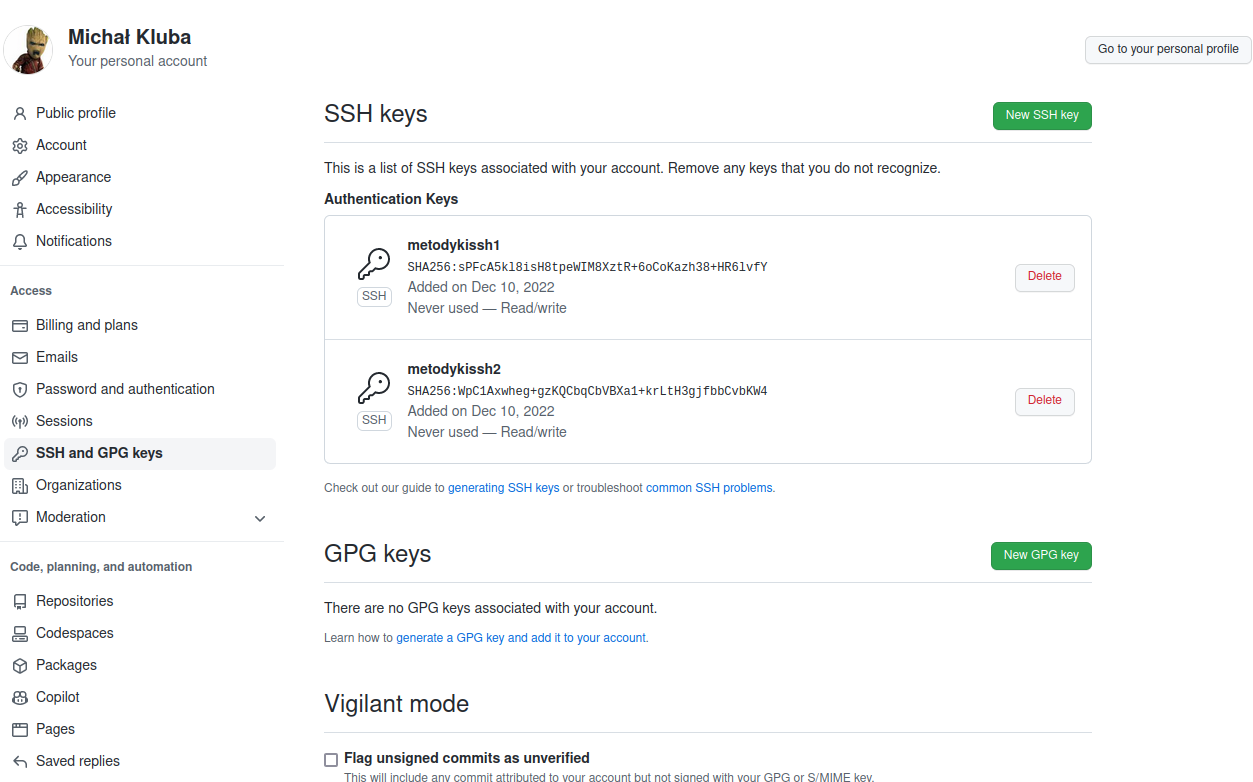 Michał Kluba
Your personal account
Go to your personal profile
Public profile
Account
Appearance
Accessibility
Notifications
Access
Billing and plans
Emails
Password and authentication
Sessions
SSH and GPG keys
Organizations
Moderation
Code, planning, and automation
Repositories
Codespaces
Packages
Copilot
Pages
Saved replies
SSH keys
New SSH key
This is a list of SSH keys associated with your account. Remove any keys that you do not recognize.
Authentication Keys
metodykissh1
SHA256:sPFcA5kl8isH8tpeWIM8XztR+6oCoKazh38+HR6lvfY
Added on Dec 10, 2022
Never used — Read/write
SSH
Delete
metodykissh2
SHA256:WpC1Axwheg+gzKQCbqCbVBXa1+krLtH3gjfbbCvbKW4
Added on Dec 10, 2022
Never used — Read/write
SSH
Delete
Check out our guide to generating SSH keys or troubleshoot common SSH problems.
GPG keys
New GPG key
There are no GPG keys associated with your account.
Learn how to generate a GPG key and add it to your account.
Vigilant mode
Flag unsigned commits as unverified
This will include any commit attributed to your account but not signed with your GPG or S/MIME key.